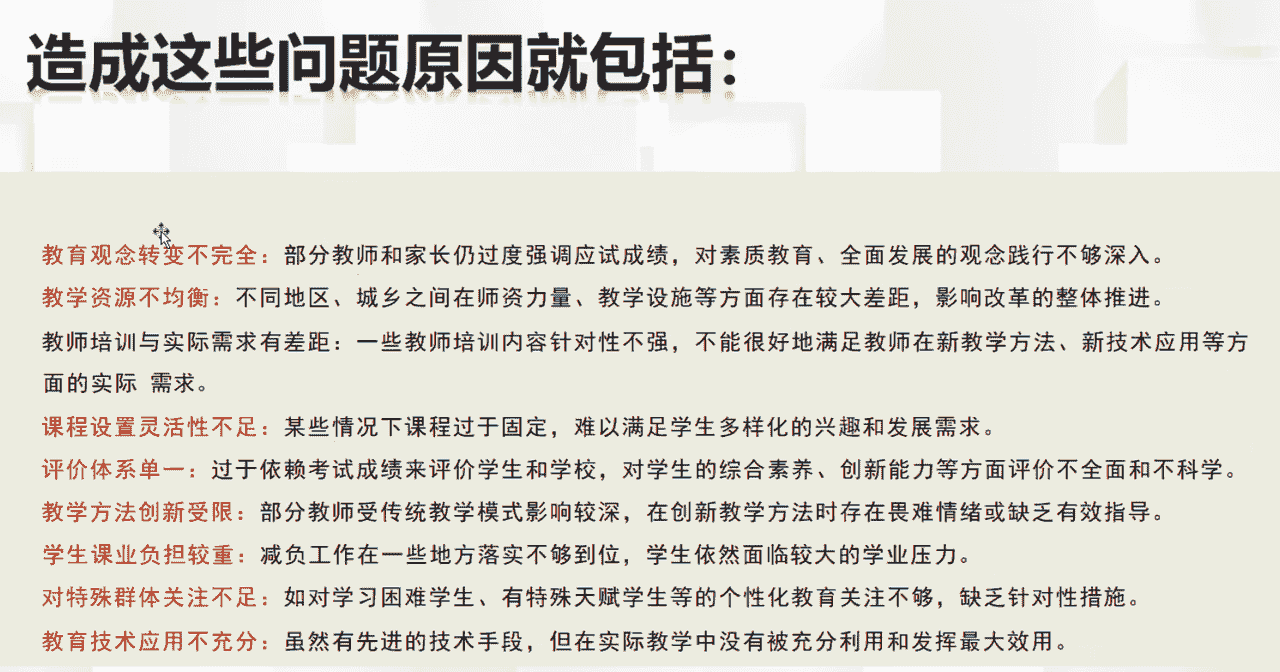 造成这些问题原因就包括：
教育观念转变不完全：部分教师和家长仍过度强调应试成绩，对素质教育、全面发展的观念践行不够深入。
教学资源不均衡：不同地区、城乡之间在师资力量、教学设施等方面存在较大差距，影响改革的整体推进。
教师培训与实际需求有差距：一些教师培训内容针对性不强，不能很好地满足教师在新教学方法、新技术应用等方
面的实际 需求。
课程设置灵活性不足：某些情况下课程过于固定，难以满足学生多样化的兴趣和发展需求。
评价体系单一：过于依赖考试成绩来评价学生和学校，对学生的综合素养、创新能力等方面评价不全面和不科学。
教学方法创新受限：部分教师受传统教学模式影响较深，在创新教学方法时存在畏难情绪或缺乏有效指导。
学生课业负担较重：减负工作在一些地方落实不够到位，学生依然面临较大的学业压力。
对特殊群体关注不足：如对学习困难学生、有特殊天赋学生等的个性化教育关注不够，缺乏针对性措施。
教育技术应用不充分：虽然有先进的技术手段，但在实际教学中没有被充分利用和发挥最大效用。